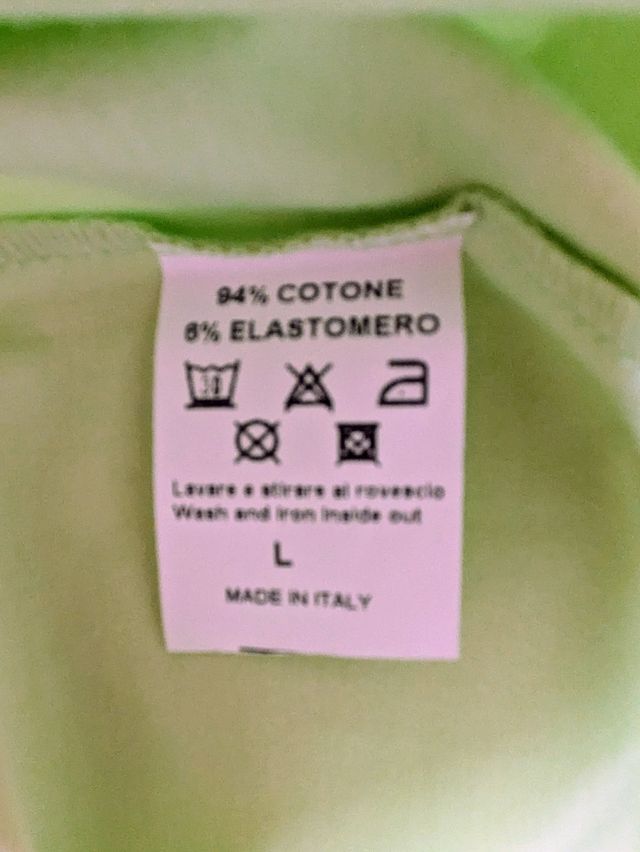 94% COTONE
6% ELASTOMERO
30
Lavare e stirare al rovescio
Wash and iron inside out
L
MADE IN ITALY